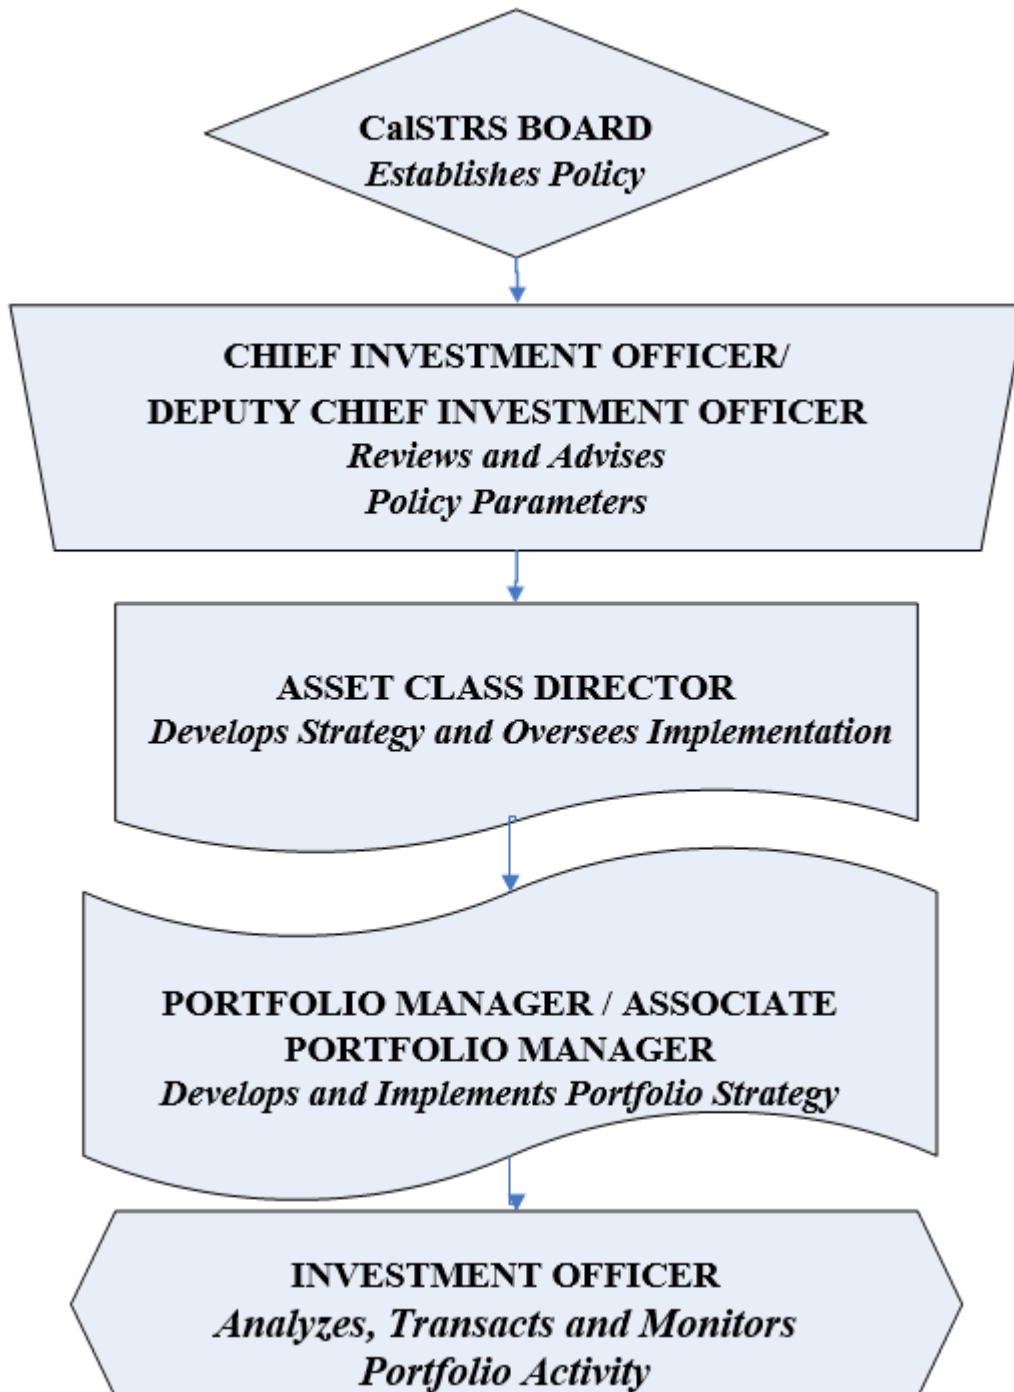 CalSTRS BOARD
Establishes Policy
CHIEF INVESTMENT OFFICER/
DEPUTY CHIEF INVESTMENT OFFICER
Reviews and Advises
Policy Parameters
ASSET CLASS DIRECTOR
Develops Strategy and Oversees Implementation
PORTFOLIO MANAGER / ASSOCIATE
PORTFOLIO MANAGER
Develops and Implements Portfolio Strategy
INVESTMENT OFFICER
Analyzes, Transacts and Monitors
Portfolio Activity